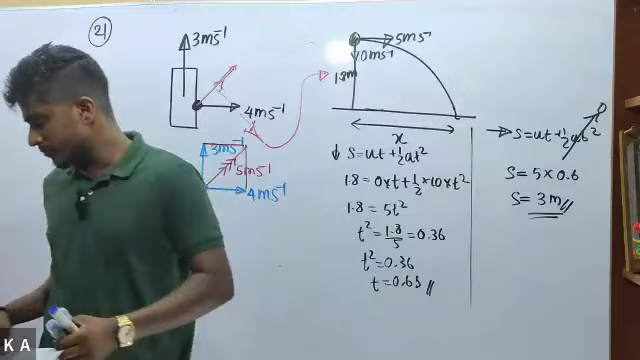 21
3ms⁻¹
4ms⁻¹
3ms⁻¹
5ms⁻¹
4ms⁻¹
5ms⁻¹
0ms⁻¹
1.8m
x
↓ S=ut+½at²
1.8=0×t+½×10×t²
1.8=5t²
t²=1.8/5=0.36
t²=0.36
t=0.6s //
→ S=ut+½at² 0
S=5×0.6
S=3m //
K A